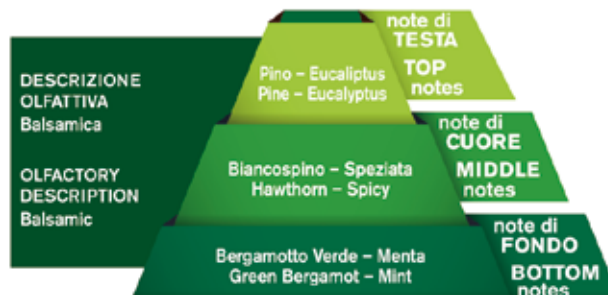 DESCRIZIONE
OLFATTIVA
Balsamica
OLFACTORY
DESCRIPTION
Balsamic
Pino – Eucaliptus
Pine – Eucalyptus
note di
TESTA
TOP
notes
Biancospino – Speziata
Hawthorn – Spicy
note di
CUORE
MIDDLE
notes
Bergamotto Verde – Menta
Green Bergamot – Mint
note di
FONDO
BOTTOM
notes